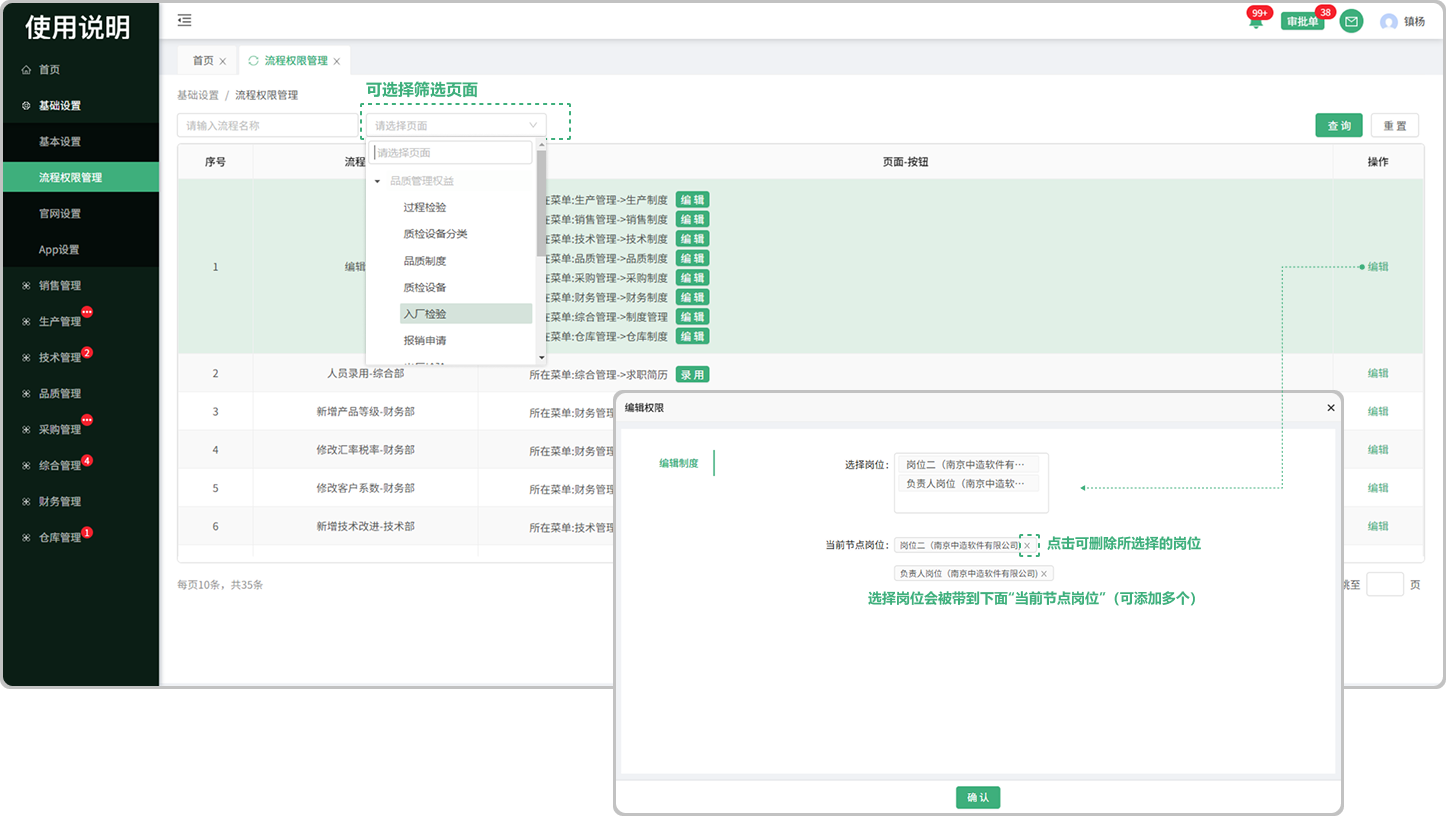 使用说明
首页
基础设置
基本设置
流程权限管理
官网设置
App设置
销售管理
生产管理
技术管理 2
品质管理
采购管理
综合管理 4
财务管理
仓库管理 1
99+
审批单 38
镇杨
首页 ×
流程权限管理 ×
基础设置 / 流程权限管理
可选择筛选页面
请输入流程名称
请选择页面
查 询
重 置
序号
流程
页面-按钮
操作
请选择页面
品质管理权益
过程检验
质检设备分类
品质制度
质检设备
入厂检验
报销申请
1
编辑
在菜单:生产管理->生产制度 编 辑
在菜单:销售管理->销售制度 编 辑
在菜单:技术管理->技术制度 编 辑
在菜单:品质管理->品质制度 编 辑
在菜单:采购管理->采购制度 编 辑
在菜单:财务管理->财务制度 编 辑
在菜单:综合管理->制度管理 编 辑
在菜单:仓库管理->仓库制度 编 辑
编辑
2 人员录用-综合部 所在菜单:综合管理->求职简历 录 用 编辑
3 新增产品等级-财务部 所在菜单:财务管理 编辑
4 修改汇率税率-财务部 所在菜单:财务管理 编辑
5 修改客户系数-财务部 所在菜单:财务管理 编辑
6 新增技术改进-技术部 所在菜单:技术管理 编辑
每页10条，共35条
跳至 页
编辑权限 ×
编辑制度
选择岗位:
岗位二（南京中造软件有···
负责人岗位（南京中造软···
当前节点岗位:
岗位二（南京中造软件有限公司) ×
点击可删除所选择的岗位
负责人岗位（南京中造软件有限公司) ×
选择岗位会被带到下面“当前节点岗位”（可添加多个）
确 认